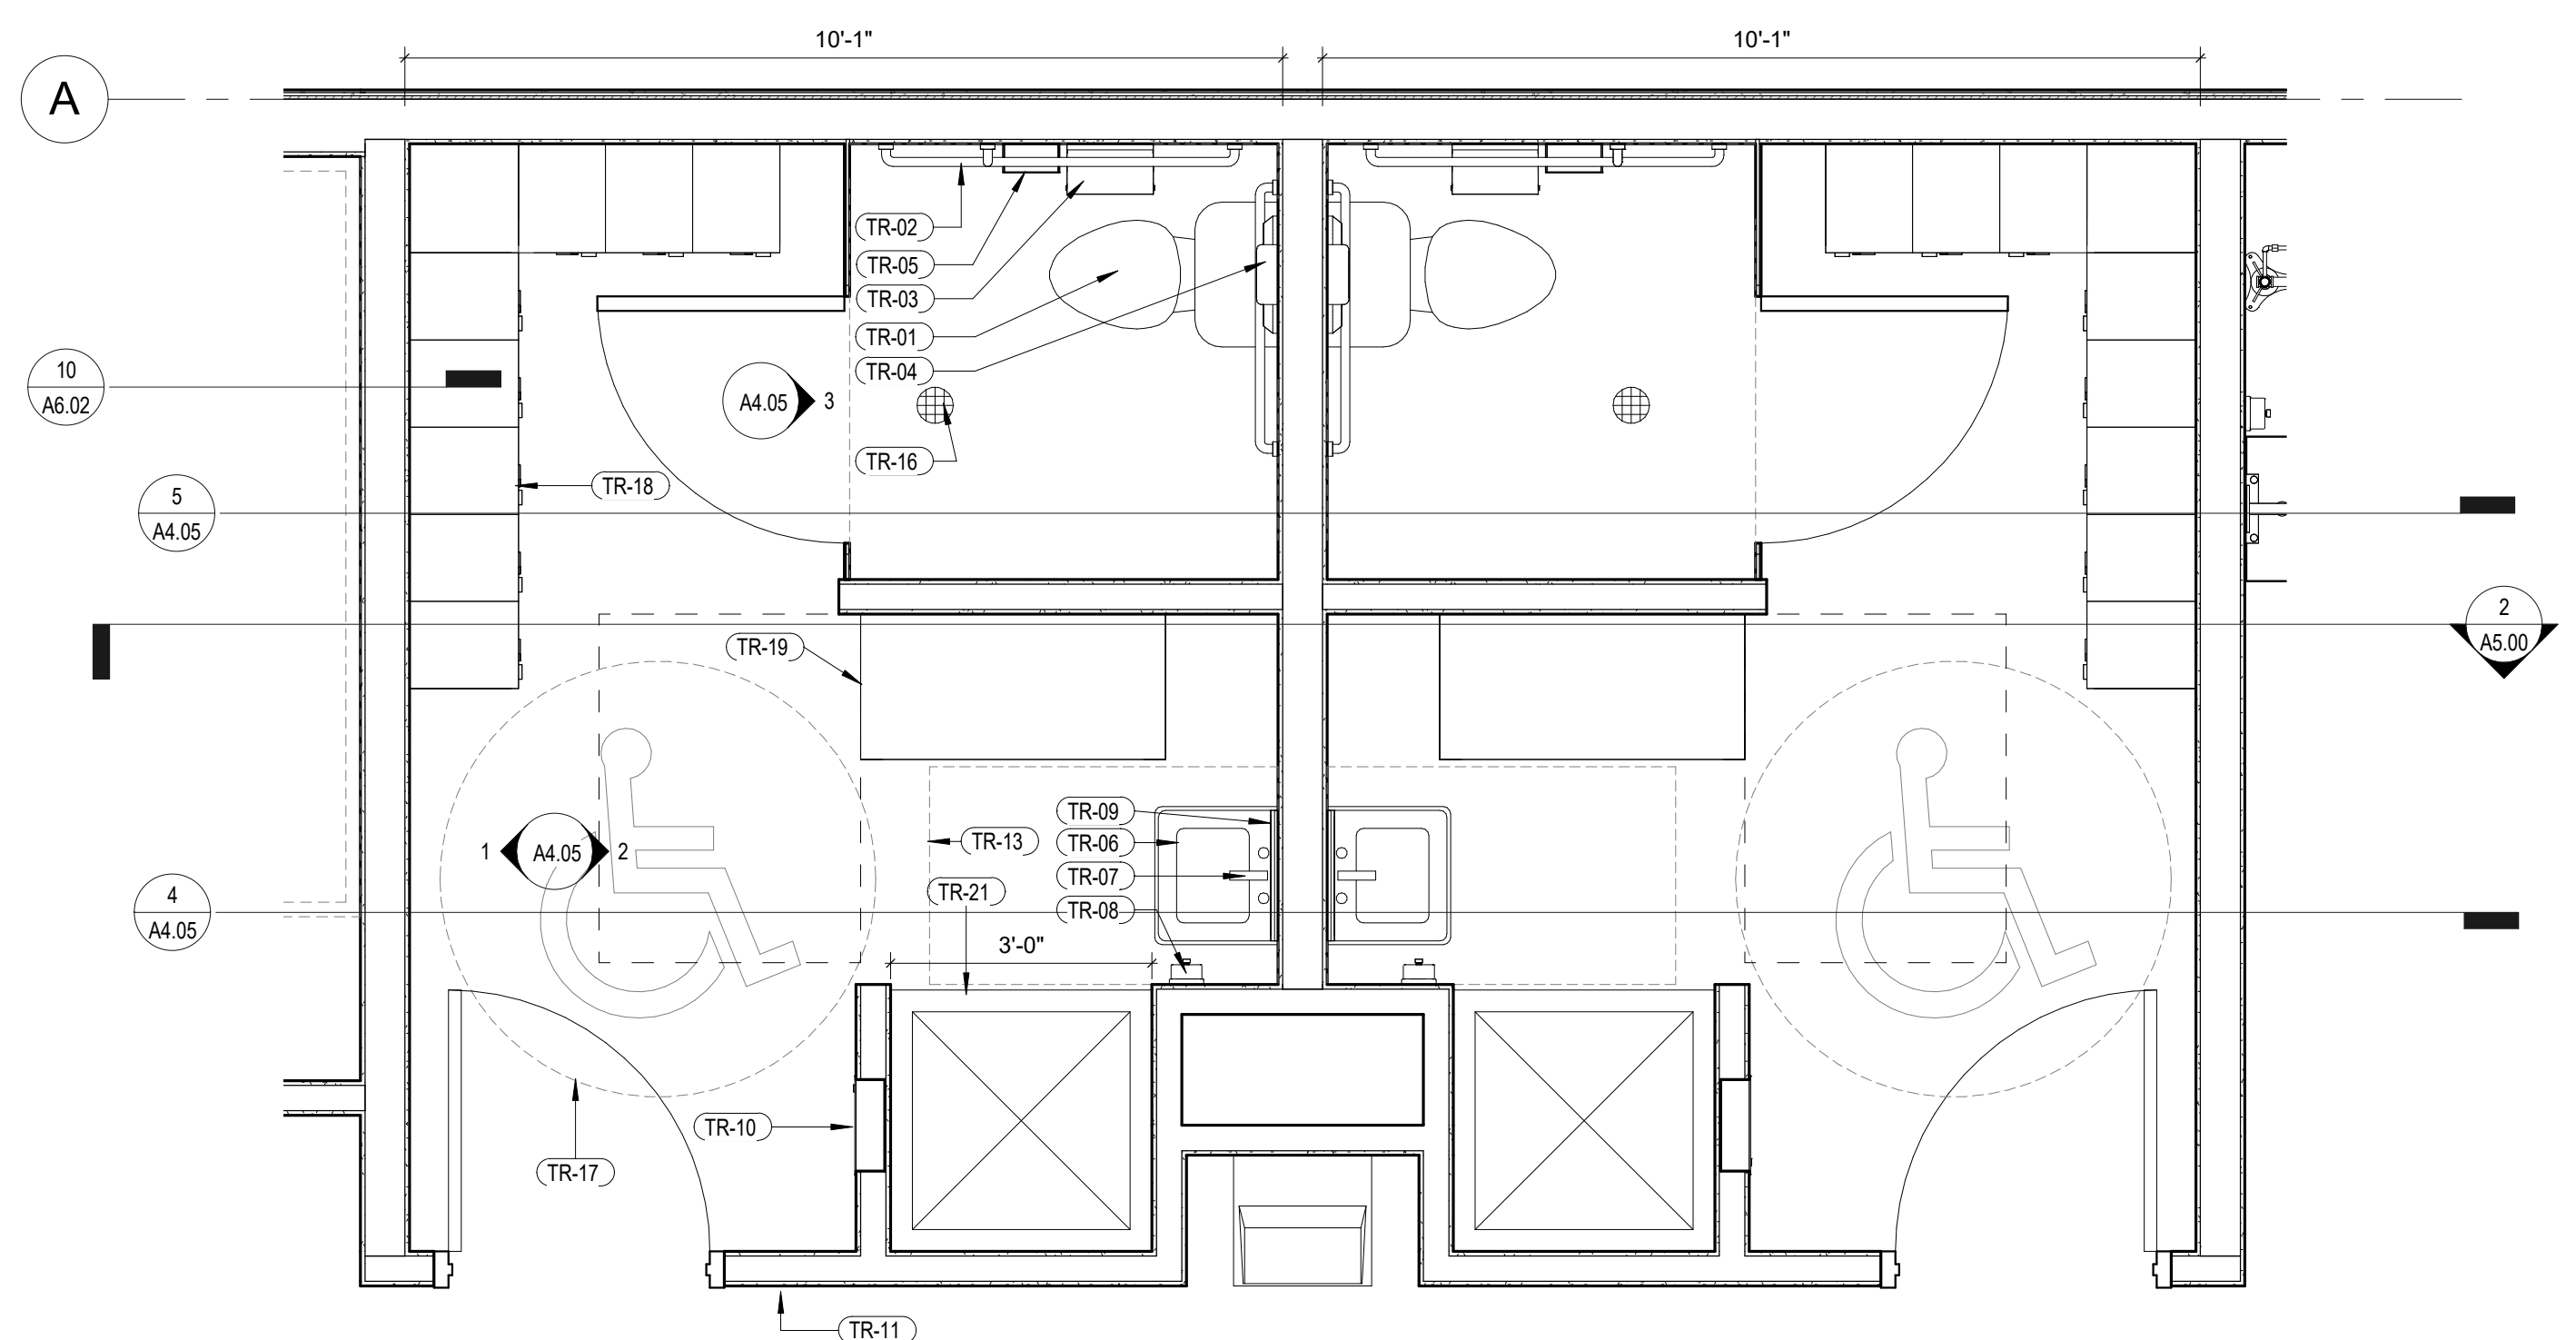 10'-1" 10'-1"
A
TR-02
TR-05
TR-03
TR-01
TR-04
10
A6.02
A4.05 3
TR-16
TR-18
5
A4.05
2
A5.00
TR-19
TR-09
TR-13
TR-06
1 A4.05 2
TR-07
TR-21
TR-08
4
A4.05
3'-0"
TR-10
TR-17
TR-11